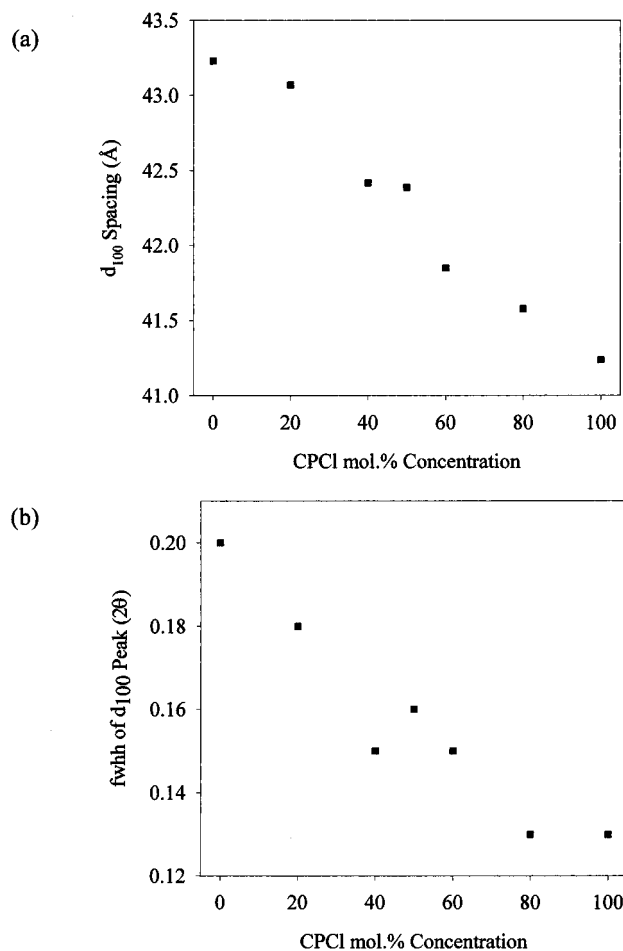 (a)
43.5
43.0
42.5
42.0
41.5
41.0
d₁₀₀ Spacing (Å)
0 20 40 60 80 100
CPCl mol.% Concentration
(b)
0.20
0.18
0.16
0.14
0.12
fwhh of d₁₀₀ Peak (2θ)
0 20 40 60 80 100
CPCl mol.% Concentration